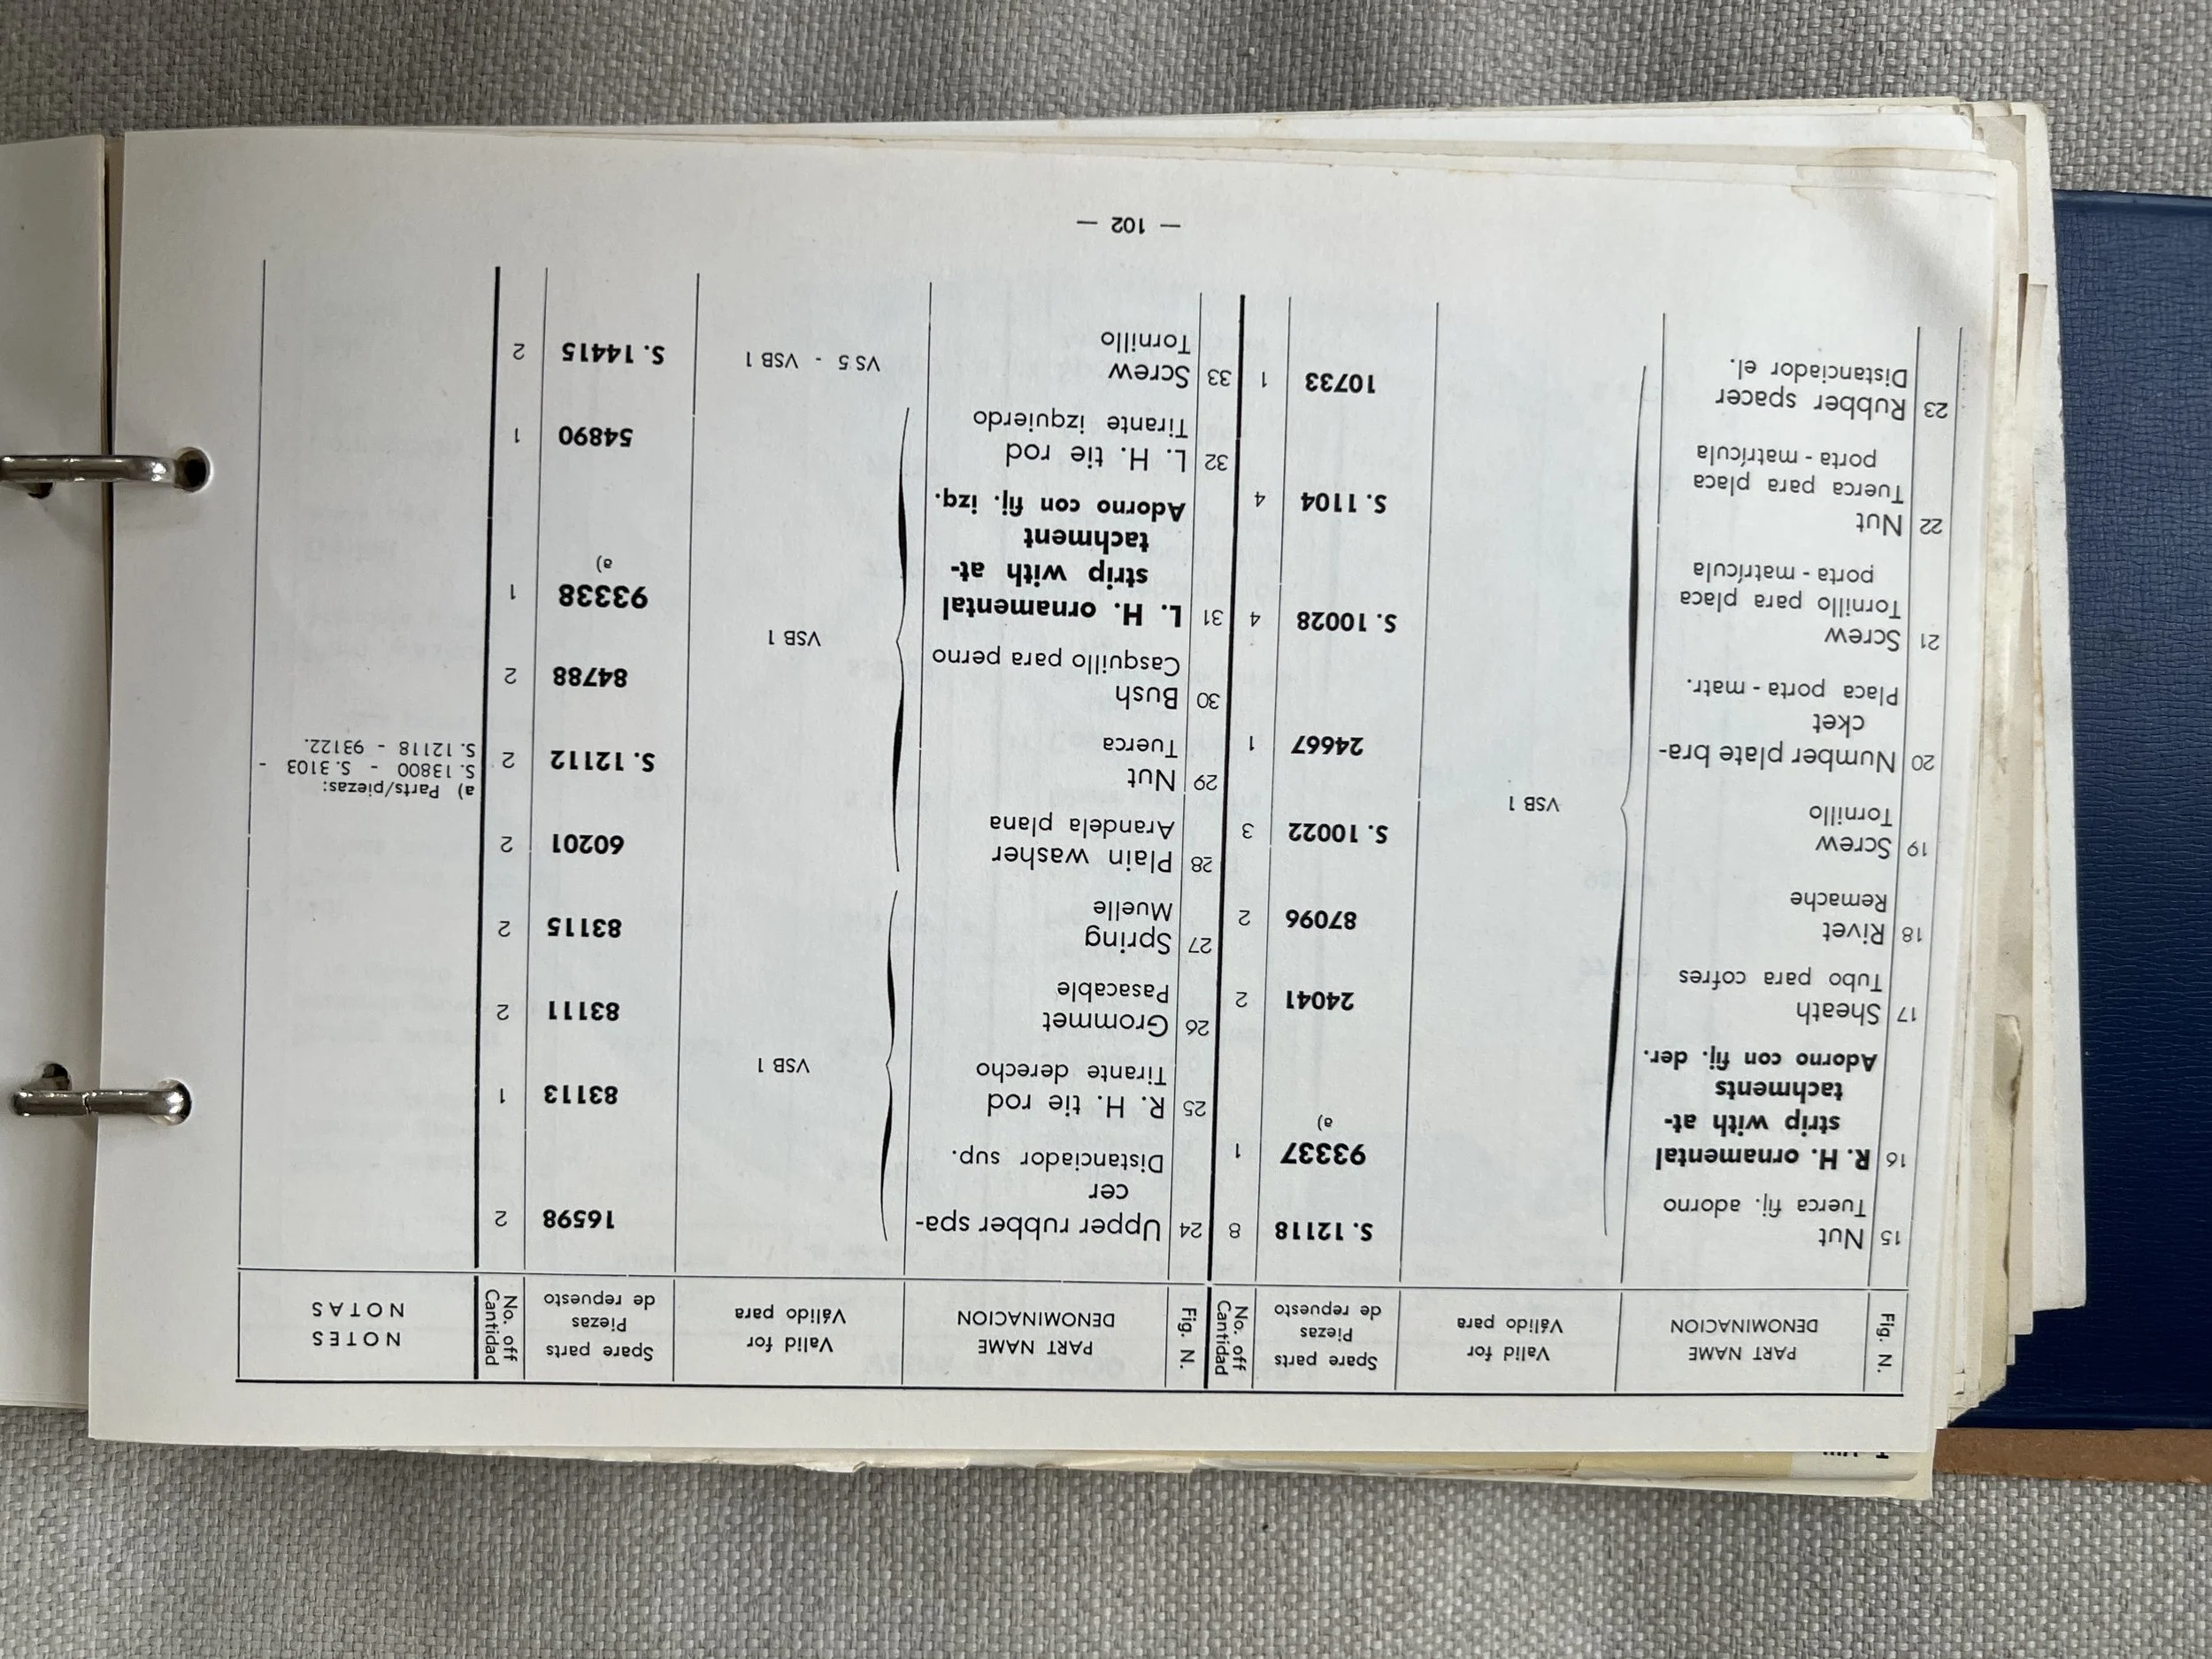 Fig. N.
PART NAME
DENOMINACION
Valid for
Válido para
Spare parts
Piezas
de repuesto
No. off
Cantidad
Fig. N.
PART NAME
DENOMINACION
Valid for
Válido para
Spare parts
Piezas
de repuesto
No. off
Cantidad
NOTES
NOTAS
15 Nut S. 12118 8
Tuerca fij. adorno
16 R. H. ornamental 93337 1
strip with at- a)
tachments
Adorno con fij. der.
17 Sheath 24041 2
Tubo para cofres
18 Rivet 87096 2
Remache
19 Screw S. 10022 3
Tornillo
VSB 1
20 Number plate bra- 24667 1
cket
Placa porta - matr.
21 Screw S. 10028 4
Tornillo para placa
porta - matrícula
22 Nut S. 1104 4
Tuerca para placa
porta - matrícula
23 Rubber spacer 10733 1
Distanciador el.
24 Upper rubber spa- 16598 2
cer
Distanciador sup.
25 R. H. tie rod 83113 1
Tirante derecho
VSB 1
26 Grommet 83111 2
Pasacable
27 Spring 83115 2
Muelle
28 Plain washer 60201 2
Arandela plana
29 Nut S. 12112 2
Tuerca
30 Bush 84788 2
Casquillo para perno
VSB 1
31 L. H. ornamental 93338 1
strip with at- a)
tachment
Adorno con fij. izq.
32 L. H. tie rod 54890 1
Tirante izquierdo
33 Screw VS 5 - VSB 1 S. 14415 2
Tornillo
a) Parts/piezas:
S. 13800 - S. 3103 -
S. 12118 - 93122.
— 102 —